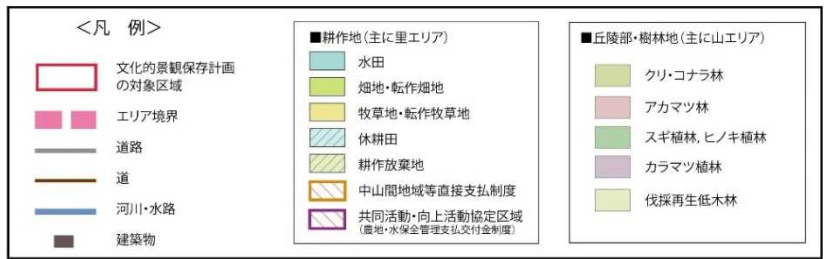 ＜凡　例＞
文化的景観保存計画
の対象区域
エリア境界
道路
道
河川・水路
建築物
■耕作地（主に里エリア）
水田
畑地・転作畑地
牧草地・転作牧草地
休耕田
耕作放棄地
中山間地域等直接支払制度
共同活動・向上活動協定区域
（農地・水保全管理支払交付金制度）
■丘陵部・樹林地（主に山エリア）
クリ・コナラ林
アカマツ林
スギ植林，ヒノキ植林
カラマツ植林
伐採再生低木林